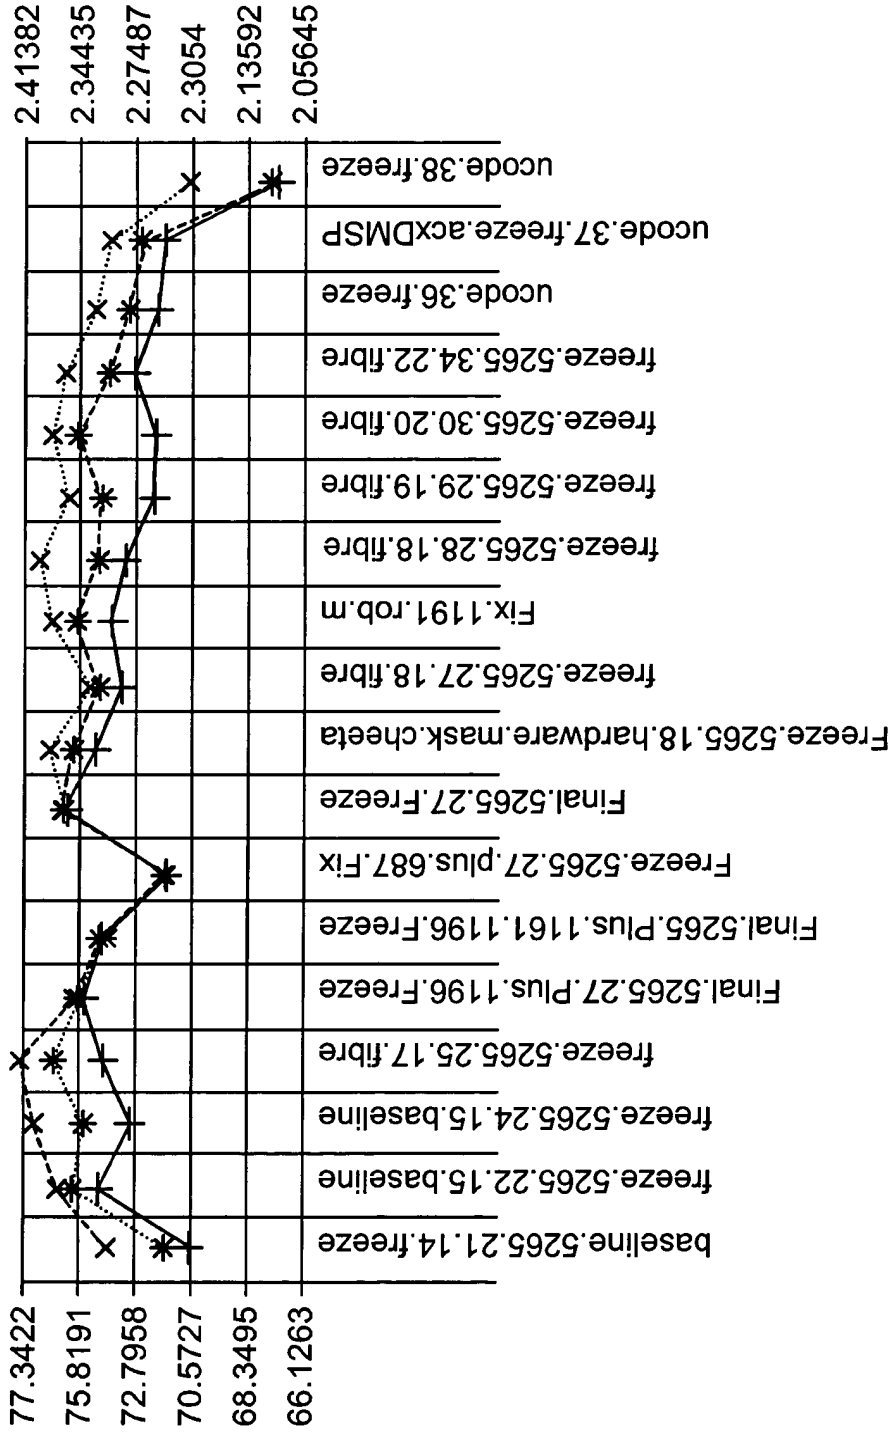 2.41382
2.34435
2.27487
2.3054
2.13592
2.05645
ucode.38.freeze
ucode.37.freeze.acxDMSP
ucode.36.freeze
freeze.5265.34.22.fibre
freeze.5265.30.20.fibre
freeze.5265.29.19.fibre
freeze.5265.28.18.fibre
Fix.1191.rob.m
freeze.5265.27.18.fibre
Freeze.5265.18.hardware.mask.cheeta
Final.5265.27.Freeze
Freeze.5265.27.plus.687.Fix
Final.5265.Plus.1161.1196.Freeze
Final.5265.27.Plus.1196.Freeze
freeze.5265.25.17.fibre
freeze.5265.24.15.baseline
freeze.5265.22.15.baseline
baseline.5265.21.14.freeze
77.3422
75.8191
72.7958
70.5727
68.3495
66.1263